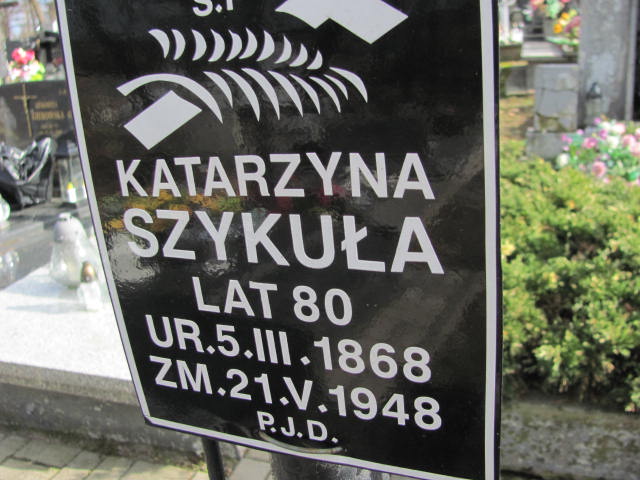 Ś.P
KATARZYNA
SZYKUŁA
LAT 80
UR.5.III.1868
ZM.21.V.1948
P.J.D.